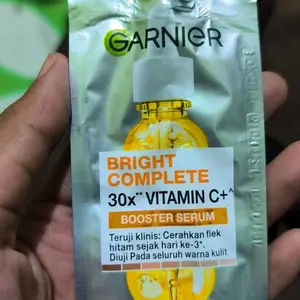 GARNIER
BRIGHT
COMPLETE
30x** VITAMIN C+^
BOOSTER SERUM
Teruji klinis: Cerahkan flek
hitam sejak hari ke-3*.
Diuji Pada seluruh warna kulit